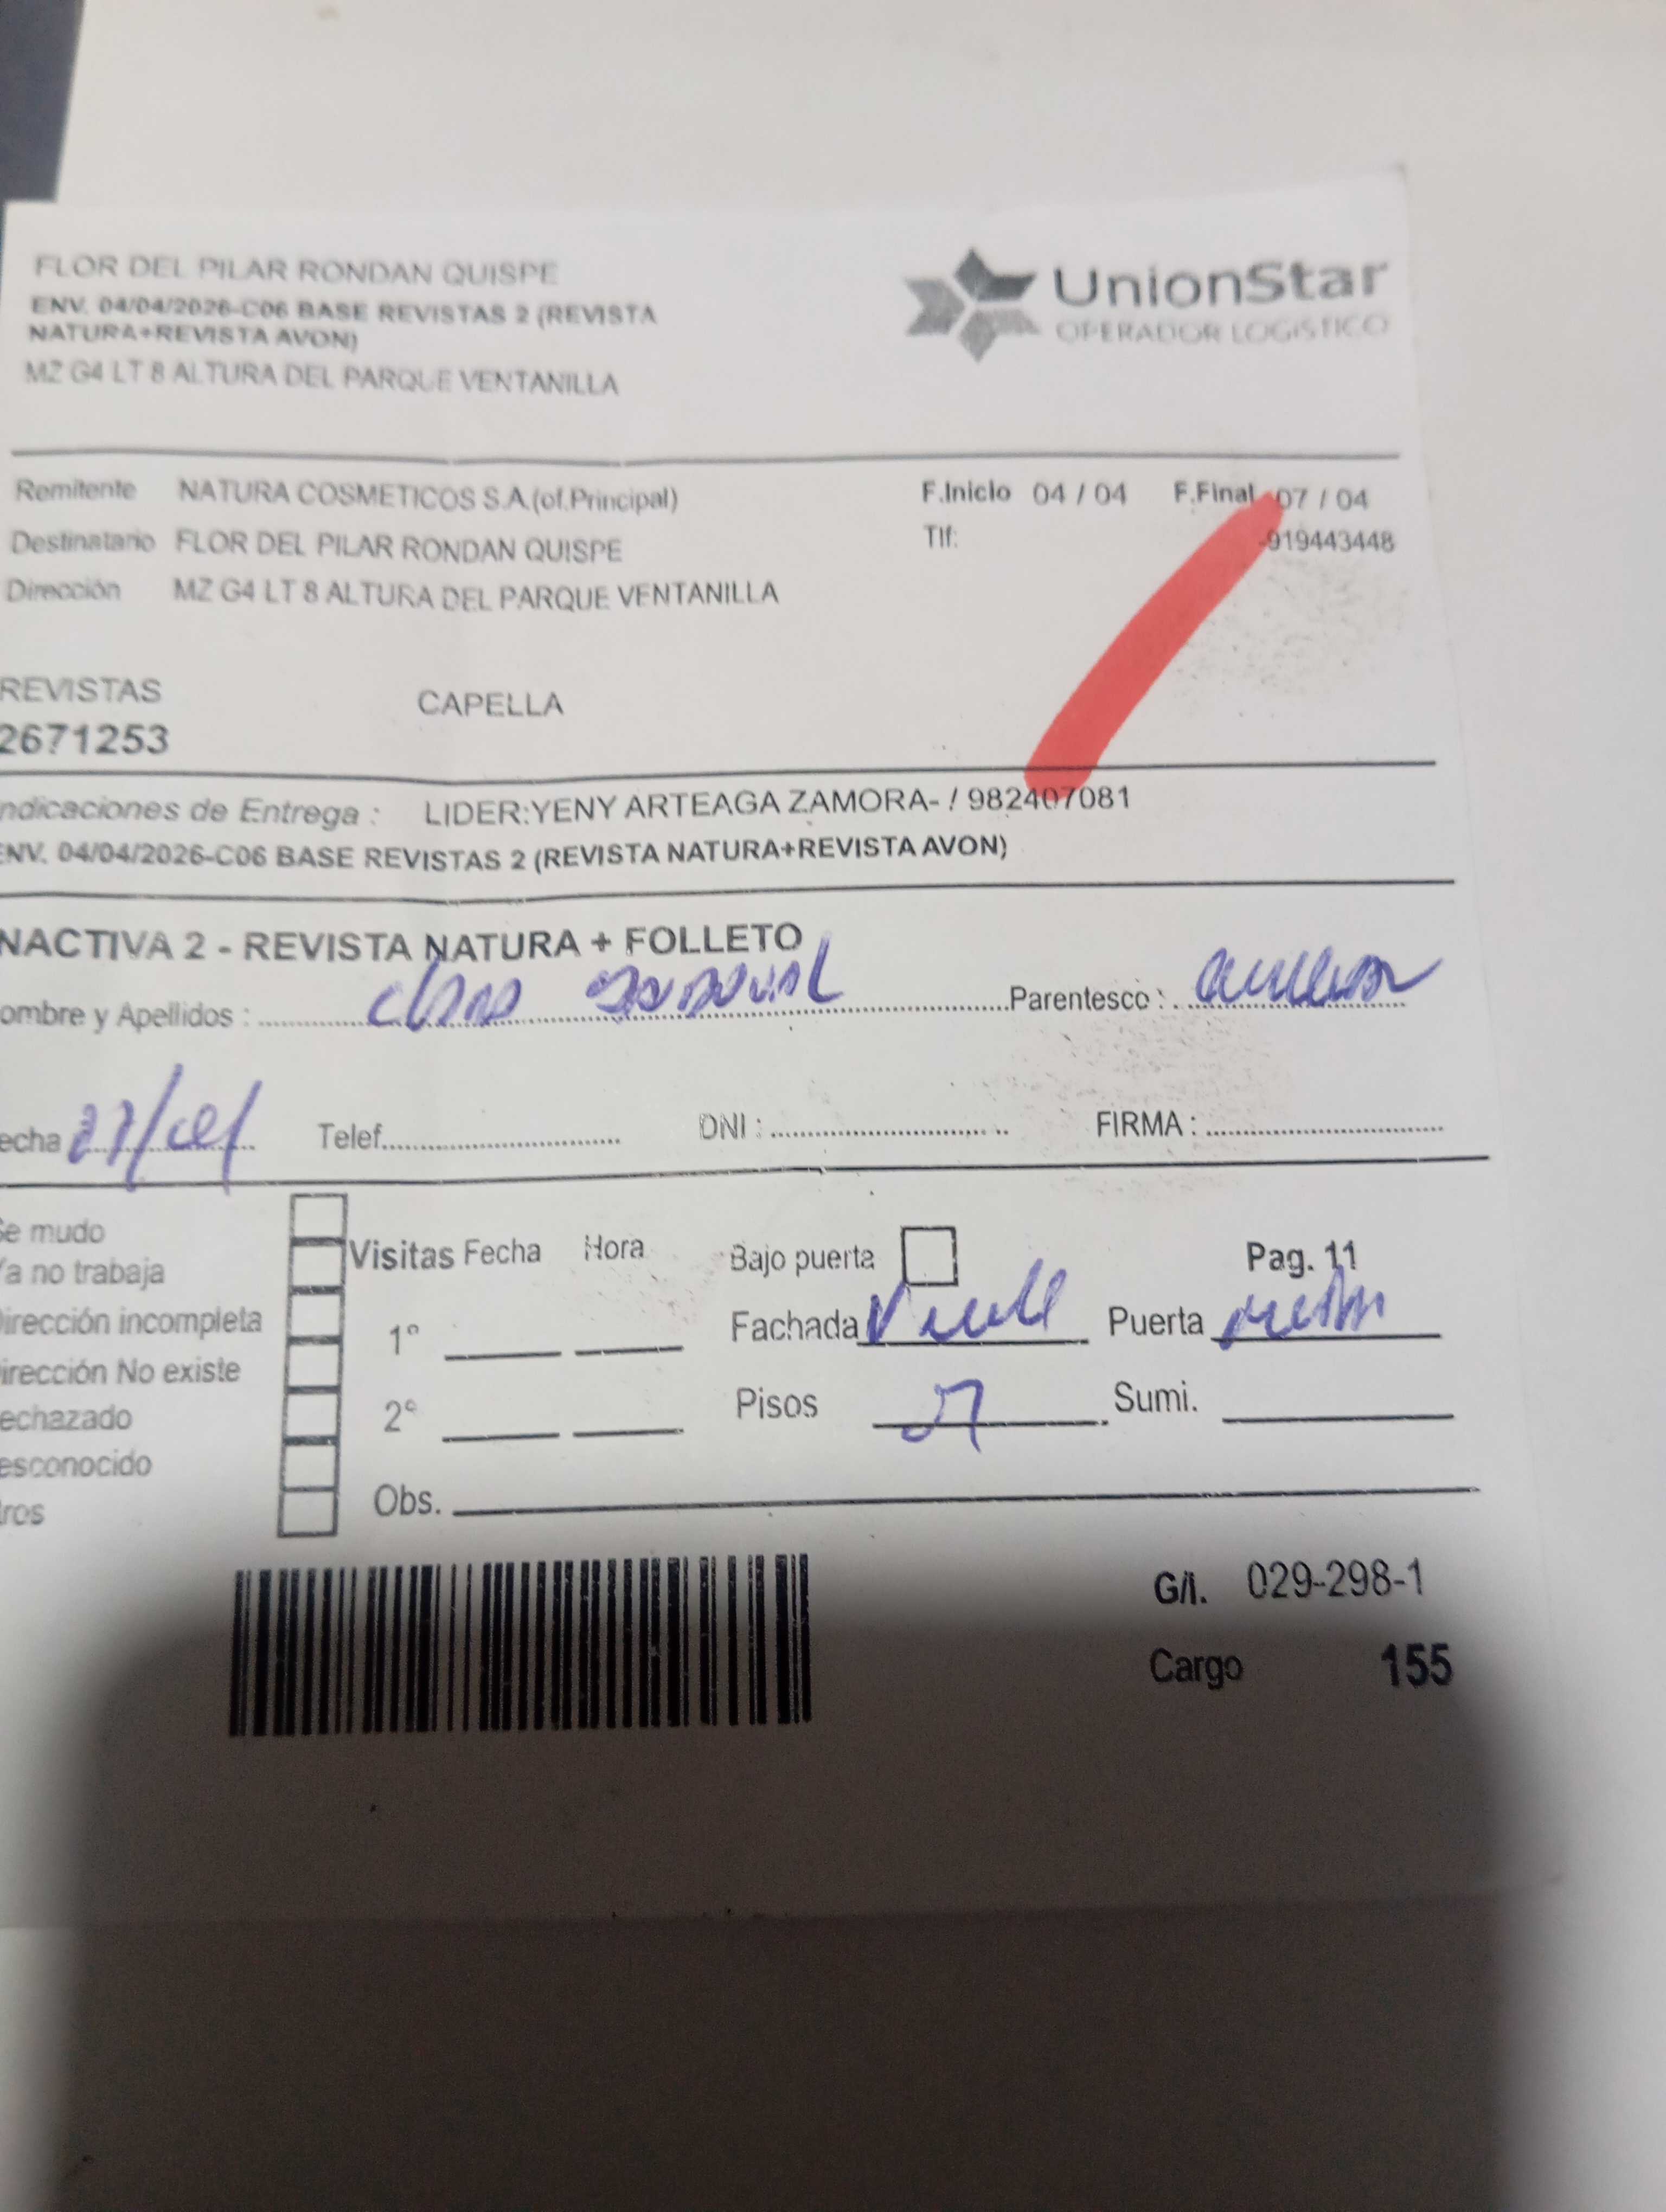 FLOR DEL PILAR RONDAN QUISPE
ENV. 04/04/2026-C06 BASE REVISTAS 2 (REVISTA
NATURA+REVISTA AVON)
MZ G4 LT 8 ALTURA DEL PARQUE VENTANILLA
UnionStar
OPERADOR LOGISTICO
Remitente NATURA COSMETICOS S.A.(of.Principal) F.Inicio 04 / 04 F.Final 07 / 04
Destinatario FLOR DEL PILAR RONDAN QUISPE Tlf: -919443448
Dirección MZ G4 LT 8 ALTURA DEL PARQUE VENTANILLA
REVISTAS CAPELLA
2671253
ndicaciones de Entrega : LIDER:YENY ARTEAGA ZAMORA- / 982407081
ENV. 04/04/2026-C06 BASE REVISTAS 2 (REVISTA NATURA+REVISTA AVON)
NACTIVA 2 - REVISTA NATURA + FOLLETO
ombre y Apellidos : Parentesco :
echa Telef. DNI : FIRMA :
Se mudo
Ya no trabaja
Dirección incompleta
irección No existe
echazado
esconocido
tros
Visitas Fecha Hora Bajo puerta Pag. 11
1° Fachada Puerta
2° Pisos Sumi.
Obs.
G/I. 029-298-1
Cargo 155